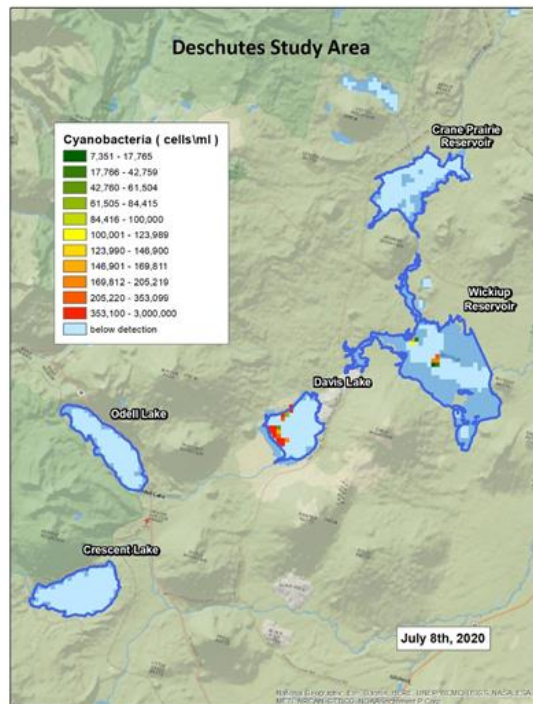 Deschutes Study Area
Cyanobacteria ( cells\ml )
7,351 - 17,765
17,766 - 42,759
42,760 - 61,504
61,505 - 84,415
84,416 - 100,000
100,001 - 123,989
123,990 - 146,900
146,901 - 169,811
169,812 - 205,219
205,220 - 353,099
353,100 - 3,000,000
below detection
Crane Prairie
Reservoir
Wickiup
Reservoir
Davis Lake
Odell Lake
Crescent Lake
July 8th, 2020